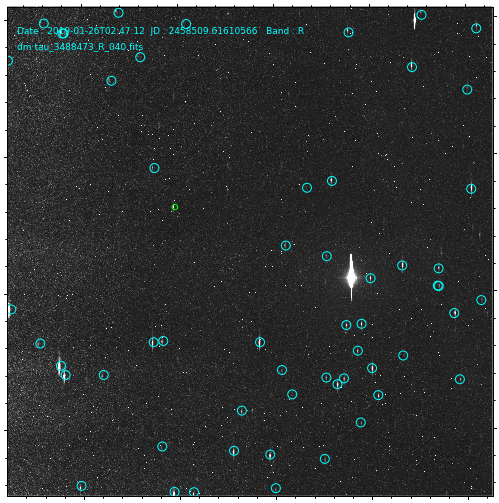 Date : 2019-01-26T02:47:12 JD : 2458509.61610566 Band : R
dm tau_3488473_R_040.fits